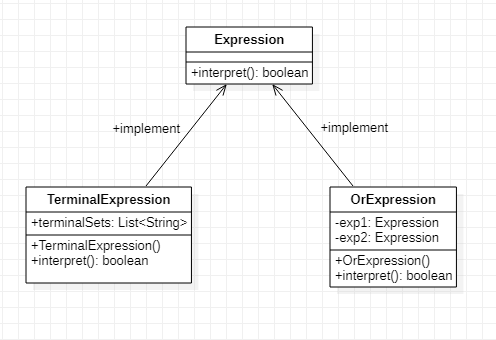 Expression
+interpret(): boolean
+implement
+implement
TerminalExpression
+terminalSets: List<String>
+TerminalExpression()
+interpret(): boolean
OrExpression
-exp1: Expression
-exp2: Expression
+OrExpression()
+interpret(): boolean